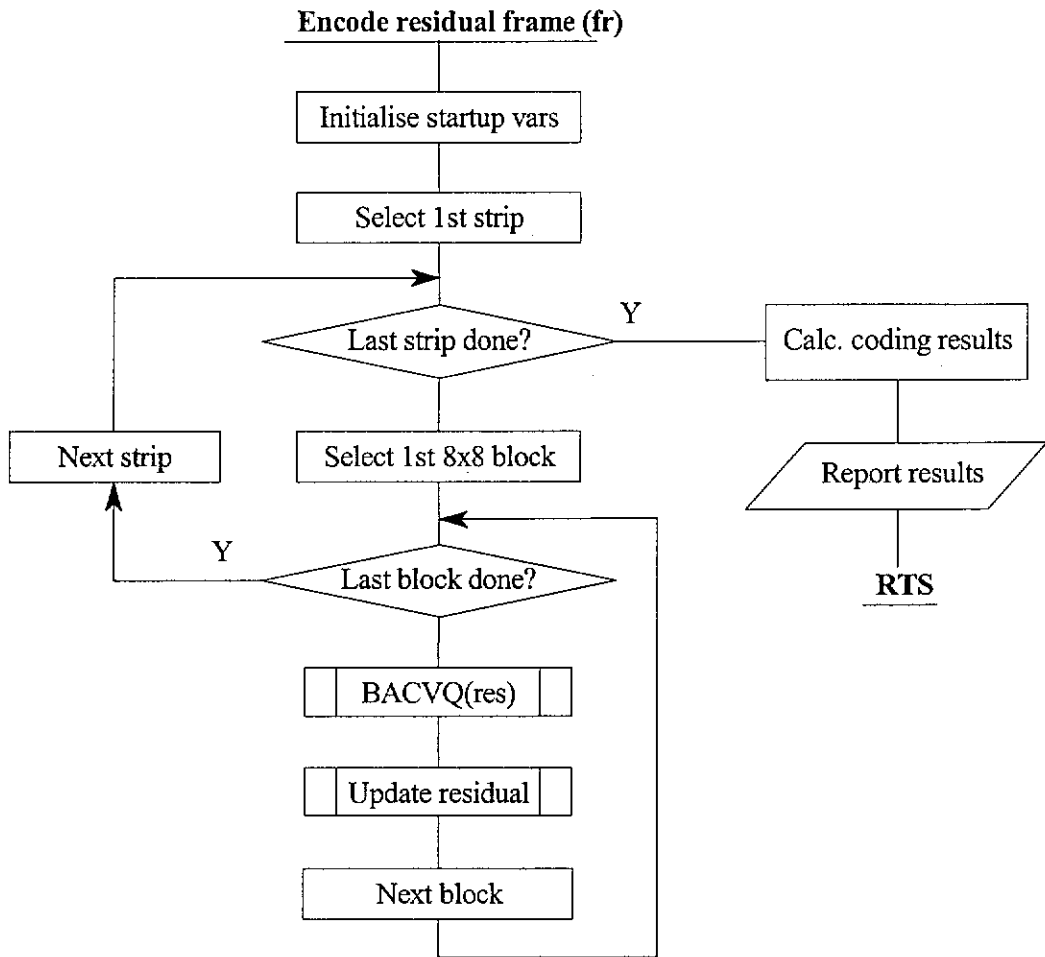 Encode residual frame (fr)
Initialise startup vars
Select 1st strip
Last strip done?
Y
Calc. coding results
Next strip
Select 1st 8x8 block
Report results
Y
Last block done?
RTS
BACVQ(res)
Update residual
Next block